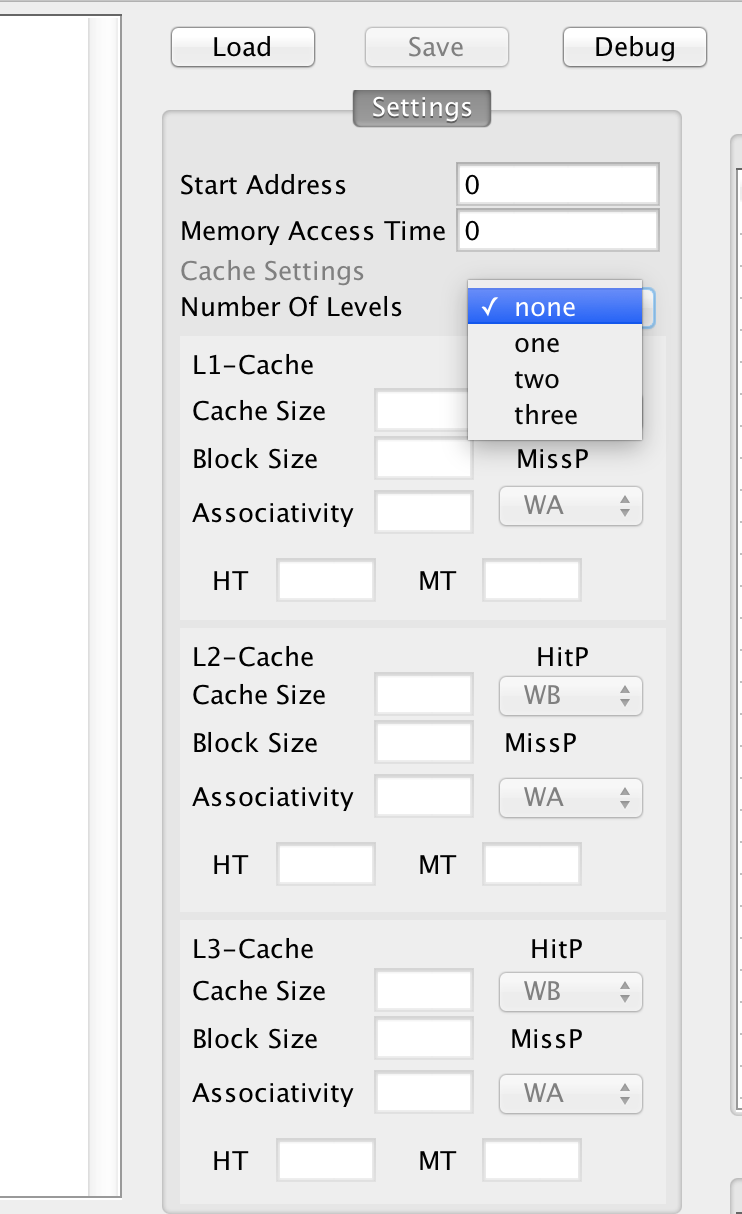 Load Save Debug
Settings
Start Address 0
Memory Access Time 0
Cache Settings
Number Of Levels ✓ none
one
two
three
L1-Cache
Cache Size
Block Size MissP
Associativity WA
HT MT
L2-Cache HitP
Cache Size WB
Block Size MissP
Associativity WA
HT MT
L3-Cache HitP
Cache Size WB
Block Size MissP
Associativity WA
HT MT